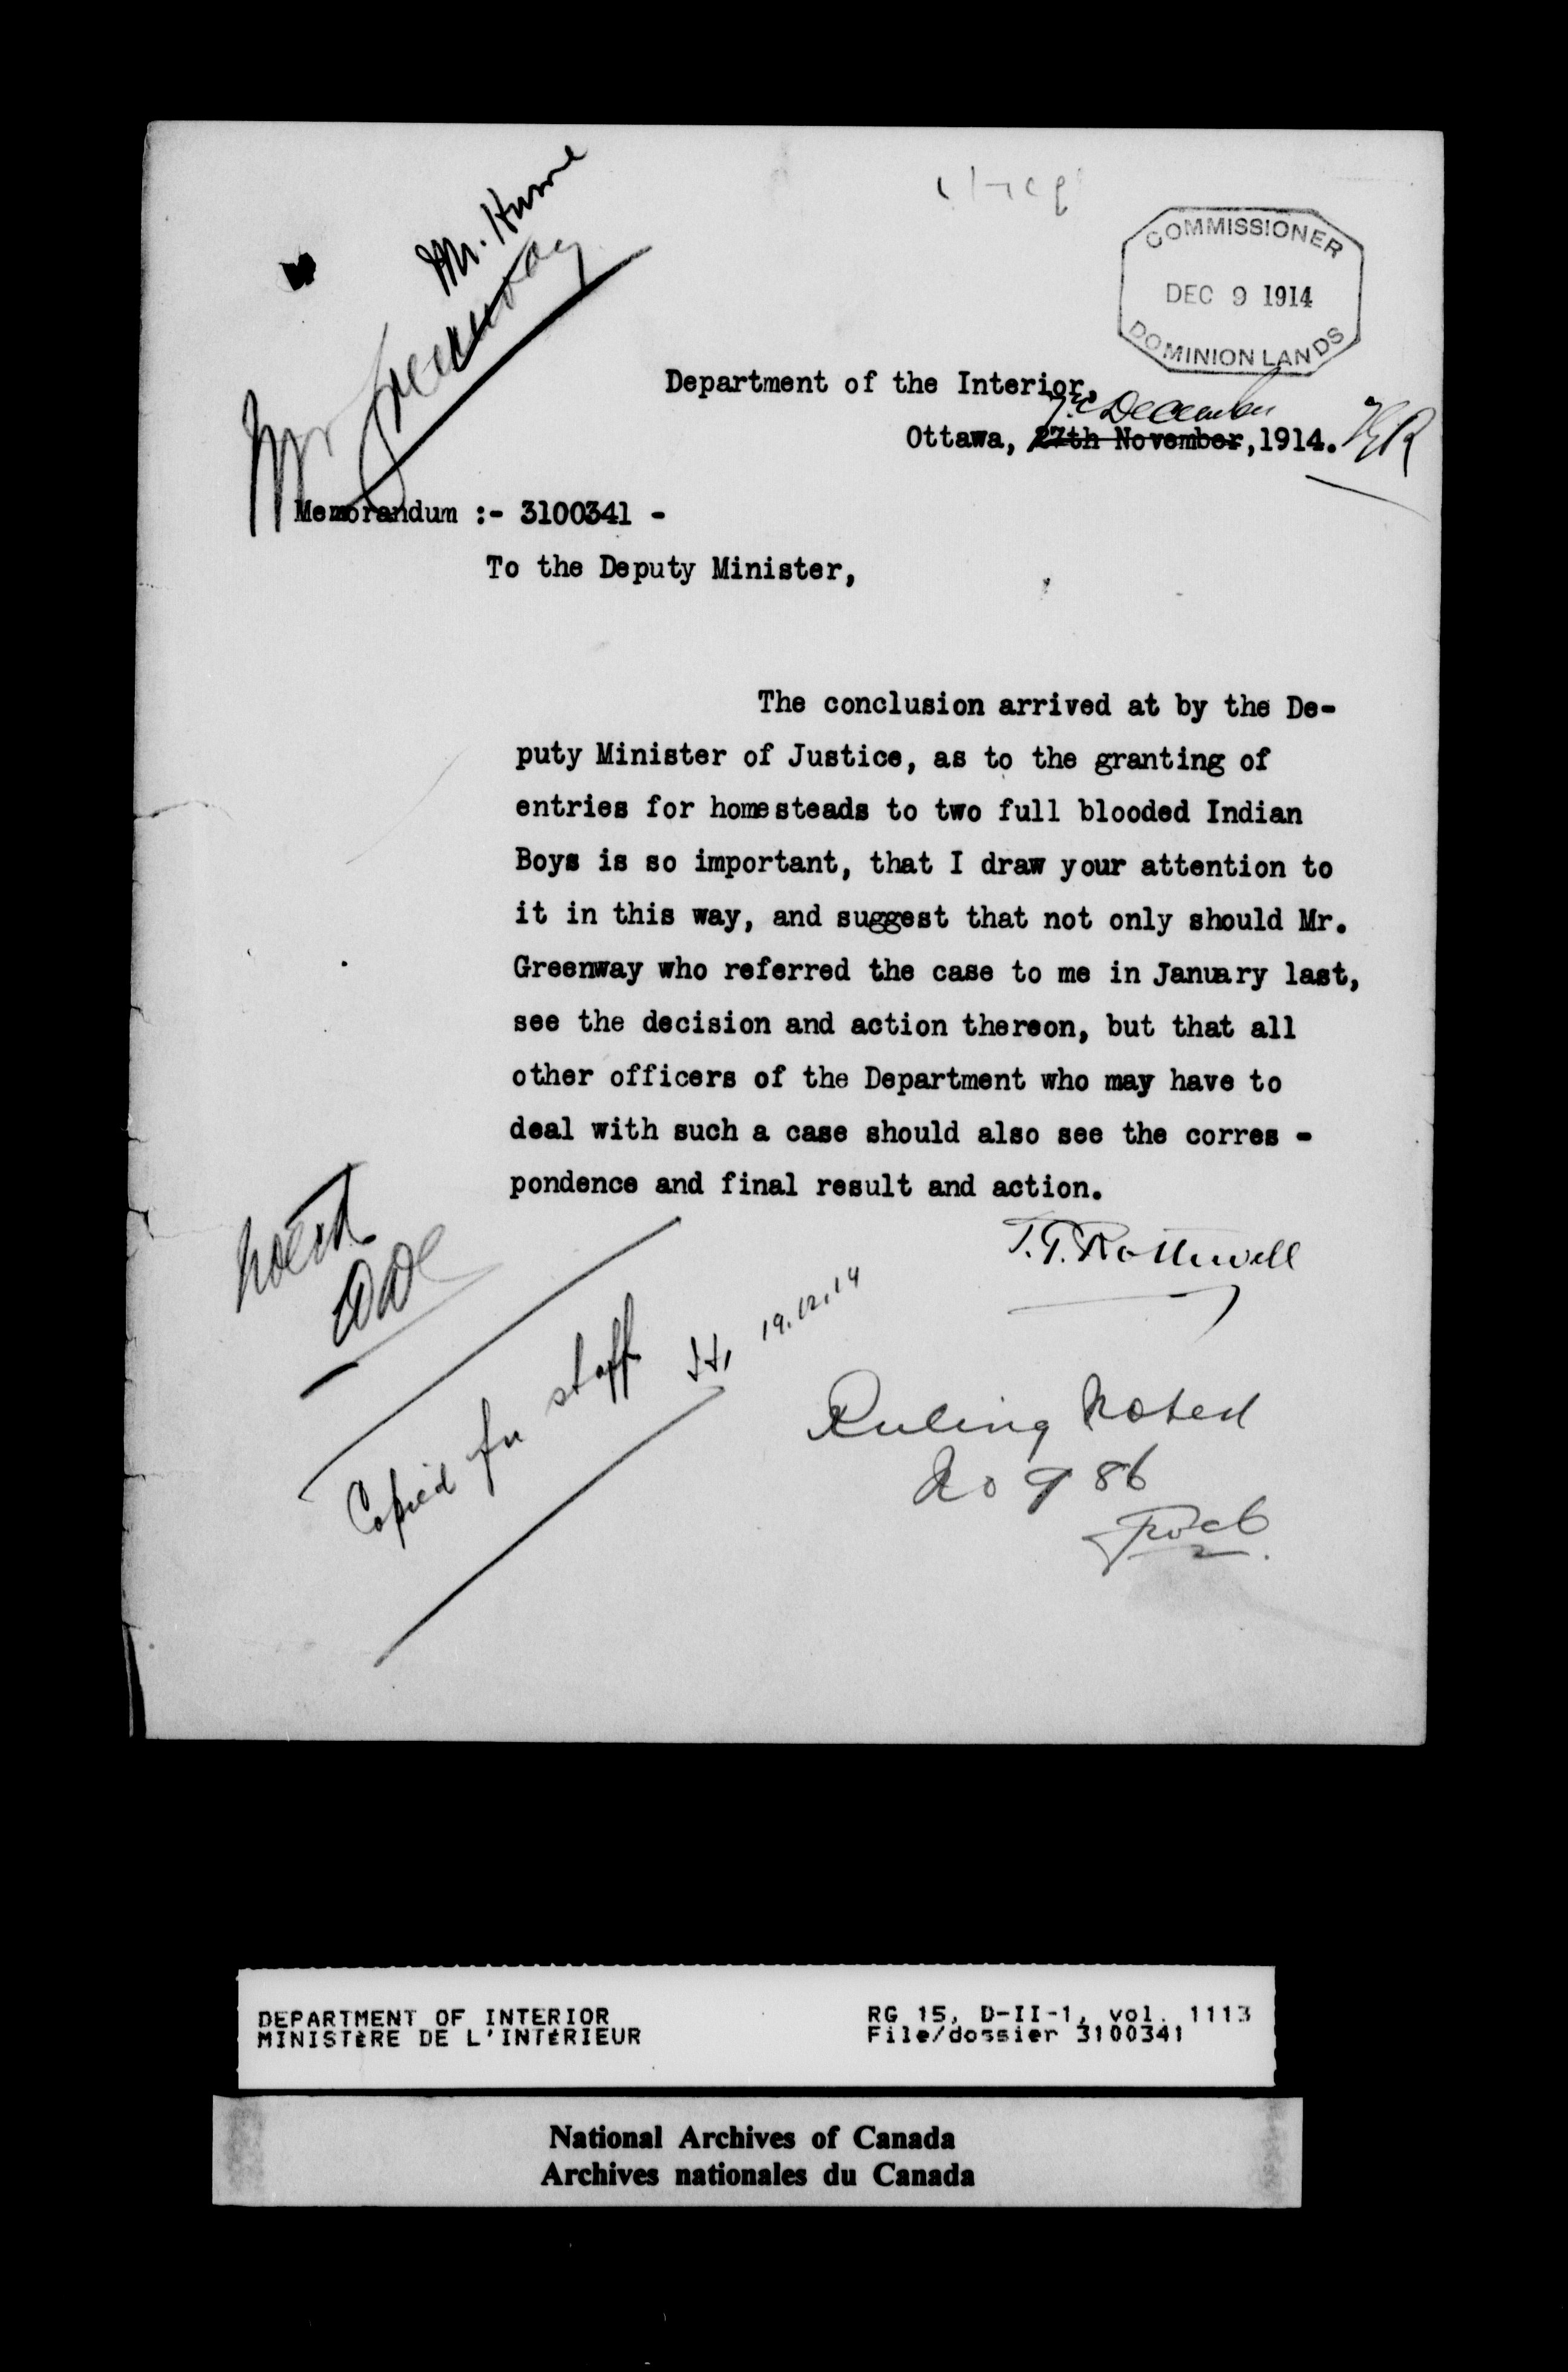 Mr. Hume
Mr Greenway
COMMISSIONER
DEC 9 1914
DOMINION LANDS
Department of the Interior,
7th December
Ottawa, 27th November, 1914.
Memorandum :- 3100341 -
To the Deputy Minister,
The conclusion arrived at by the De-
puty Minister of Justice, as to the granting of
entries for homesteads to two full blooded Indian
Boys is so important, that I draw your attention to
it in this way, and suggest that not only should Mr.
Greenway who referred the case to me in January last,
see the decision and action thereon, but that all
other officers of the Department who may have to
deal with such a case should also see the corres -
pondence and final result and action.
T.G. Rothwell
Noted
Copied for staff
19.12.14
Ruling Noted
No 986
DEPARTMENT OF INTERIOR
MINISTÈRE DE L'INTÉRIEUR
RG 15, D-II-1, vol. 1113
File/dossier 3100341
National Archives of Canada
Archives nationales du Canada